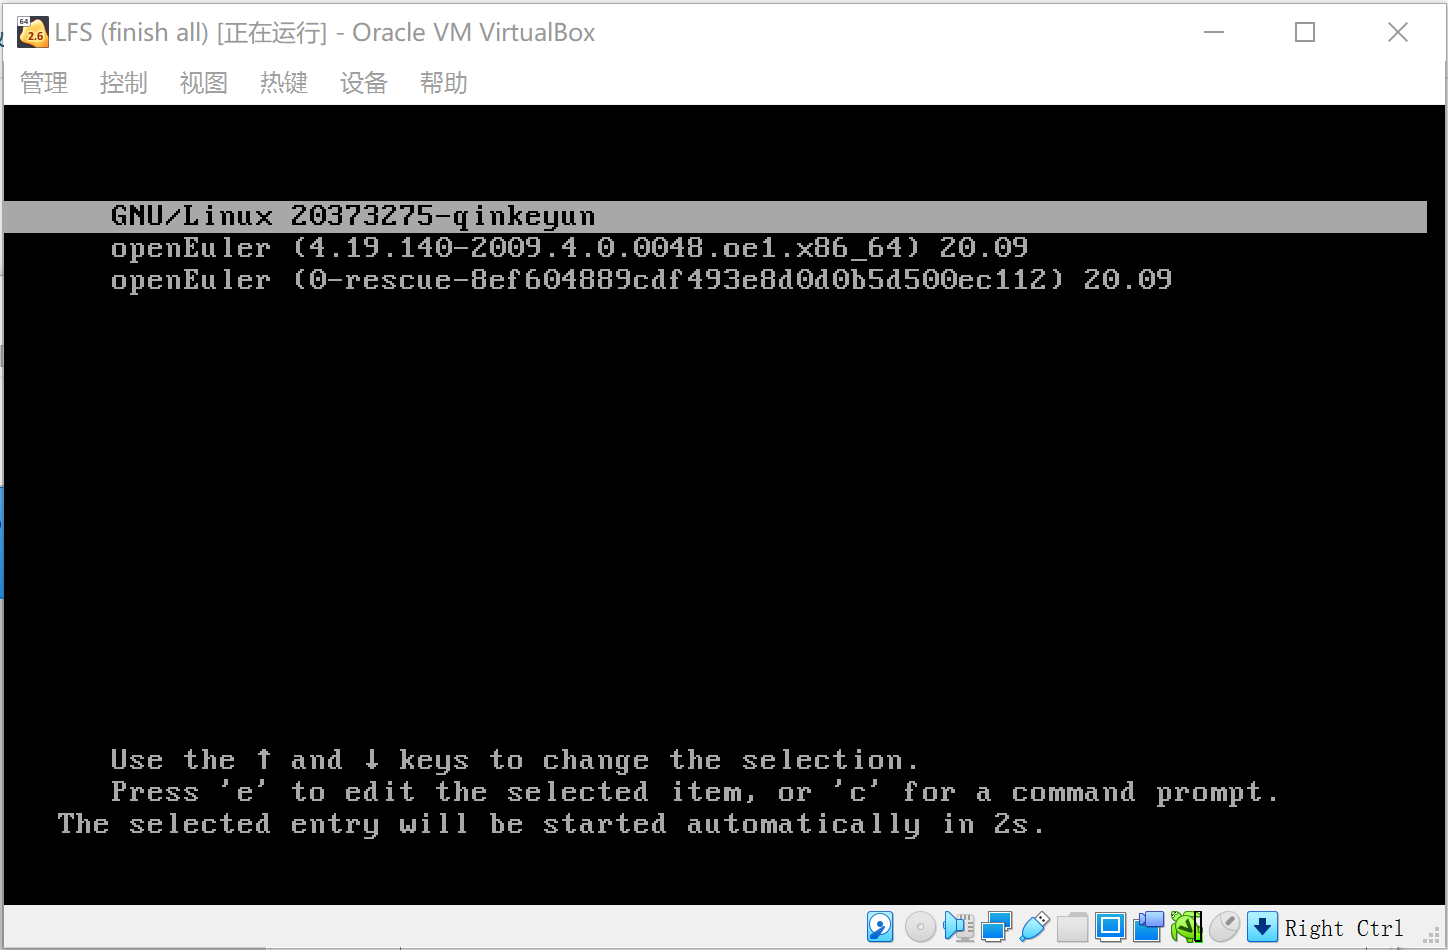 64
2.6
LFS (finish all) [正在运行] - Oracle VM VirtualBox
管理 控制 视图 热键 设备 帮助
GNU/Linux 20373275-qinkeyun
openEuler (4.19.140-2009.4.0.0048.oe1.x86_64) 20.09
openEuler (0-rescue-8ef604889cdf493e8d0d0b5d500ec112) 20.09
Use the ↑ and ↓ keys to change the selection.
Press 'e' to edit the selected item, or 'c' for a command prompt.
The selected entry will be started automatically in 2s.
Right Ctrl